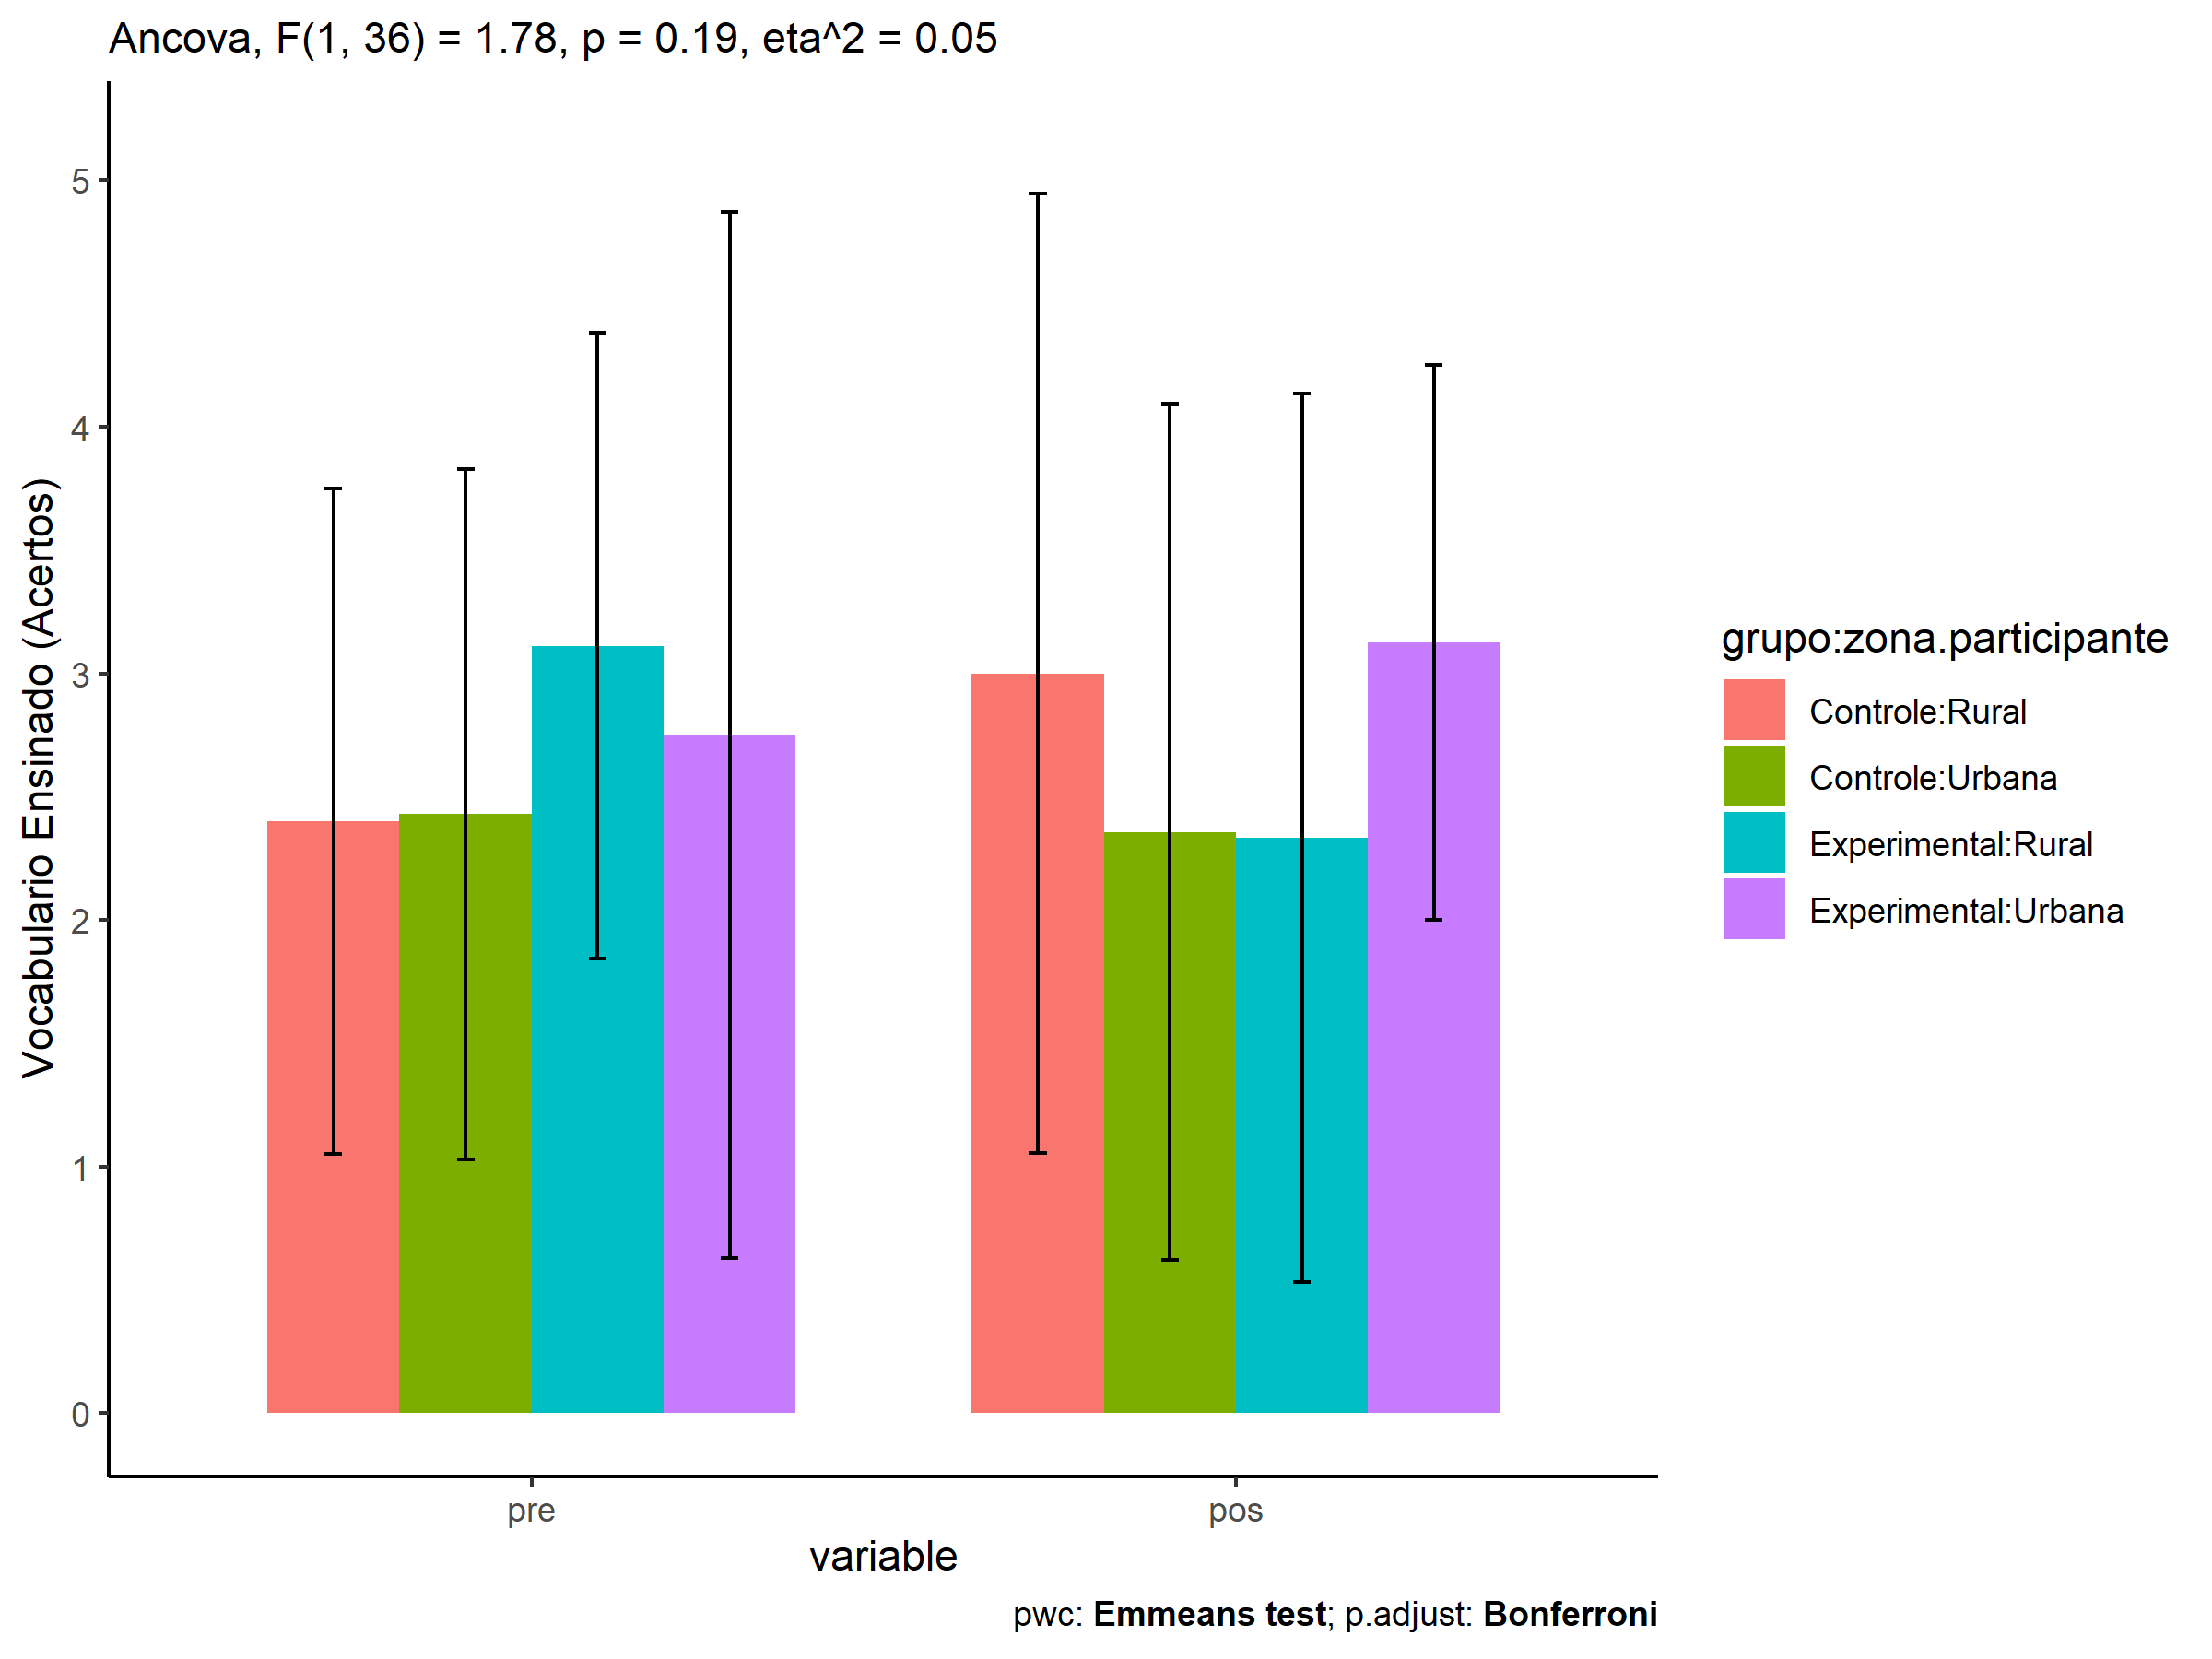 Ancova, F(1, 36) = 1.78, p = 0.19, eta^2 = 0.05
Vocabulario Ensinado (Acertos)
5
4
3
2
1
0
pre
pos
variable
grupo:zona.participante
Controle:Rural
Controle:Urbana
Experimental:Rural
Experimental:Urbana
pwc: Emmeans test; p.adjust: Bonferroni